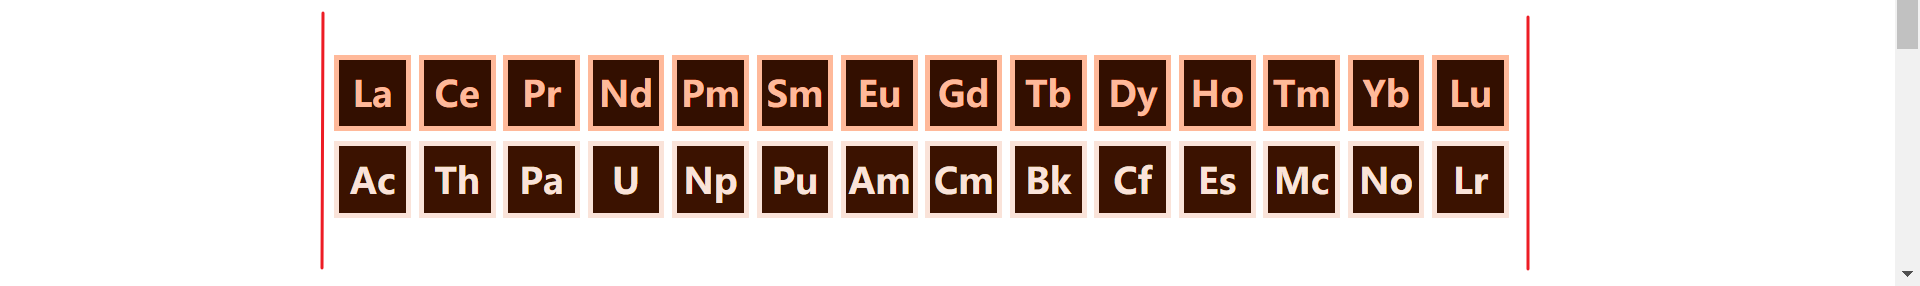 La Ce Pr Nd Pm Sm Eu Gd Tb Dy Ho Tm Yb Lu
Ac Th Pa U Np Pu Am Cm Bk Cf Es Mc No Lr